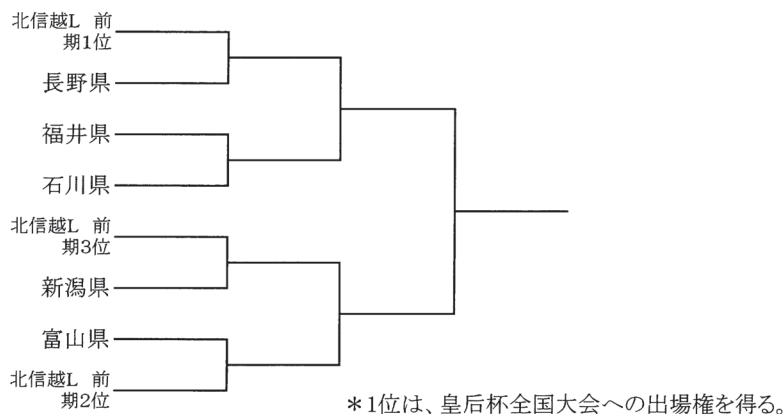 北信越L 前
期1位
長野県
福井県
石川県
北信越L 前
期3位
新潟県
富山県
北信越L 前
期2位
＊1位は、皇后杯全国大会への出場権を得る。